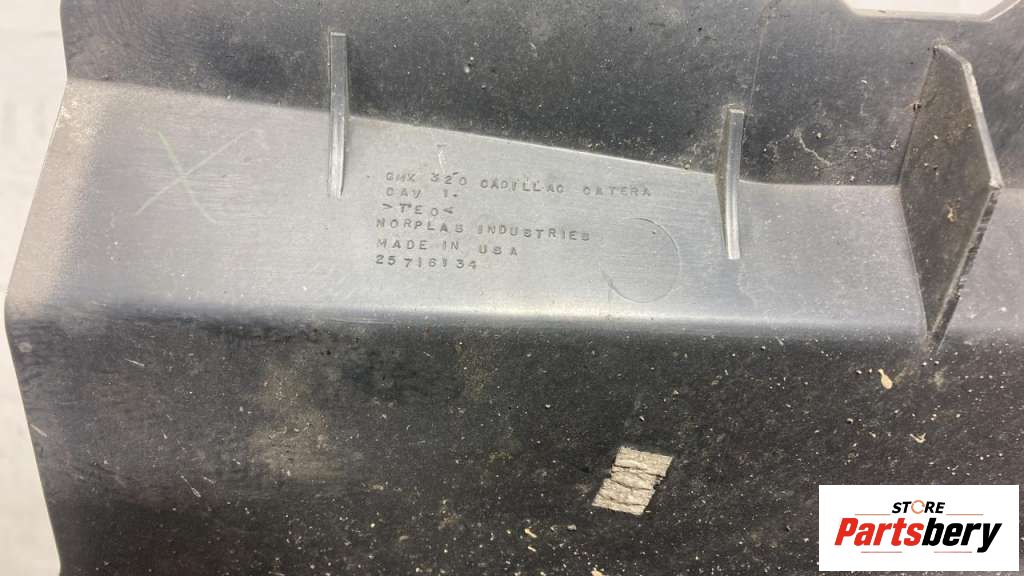 GMX 320 CADILLAC CATERA
CAV 1.
>TEO<
NORPLAS INDUSTRIES
MADE IN USA
25716134
STORE
Partsbery